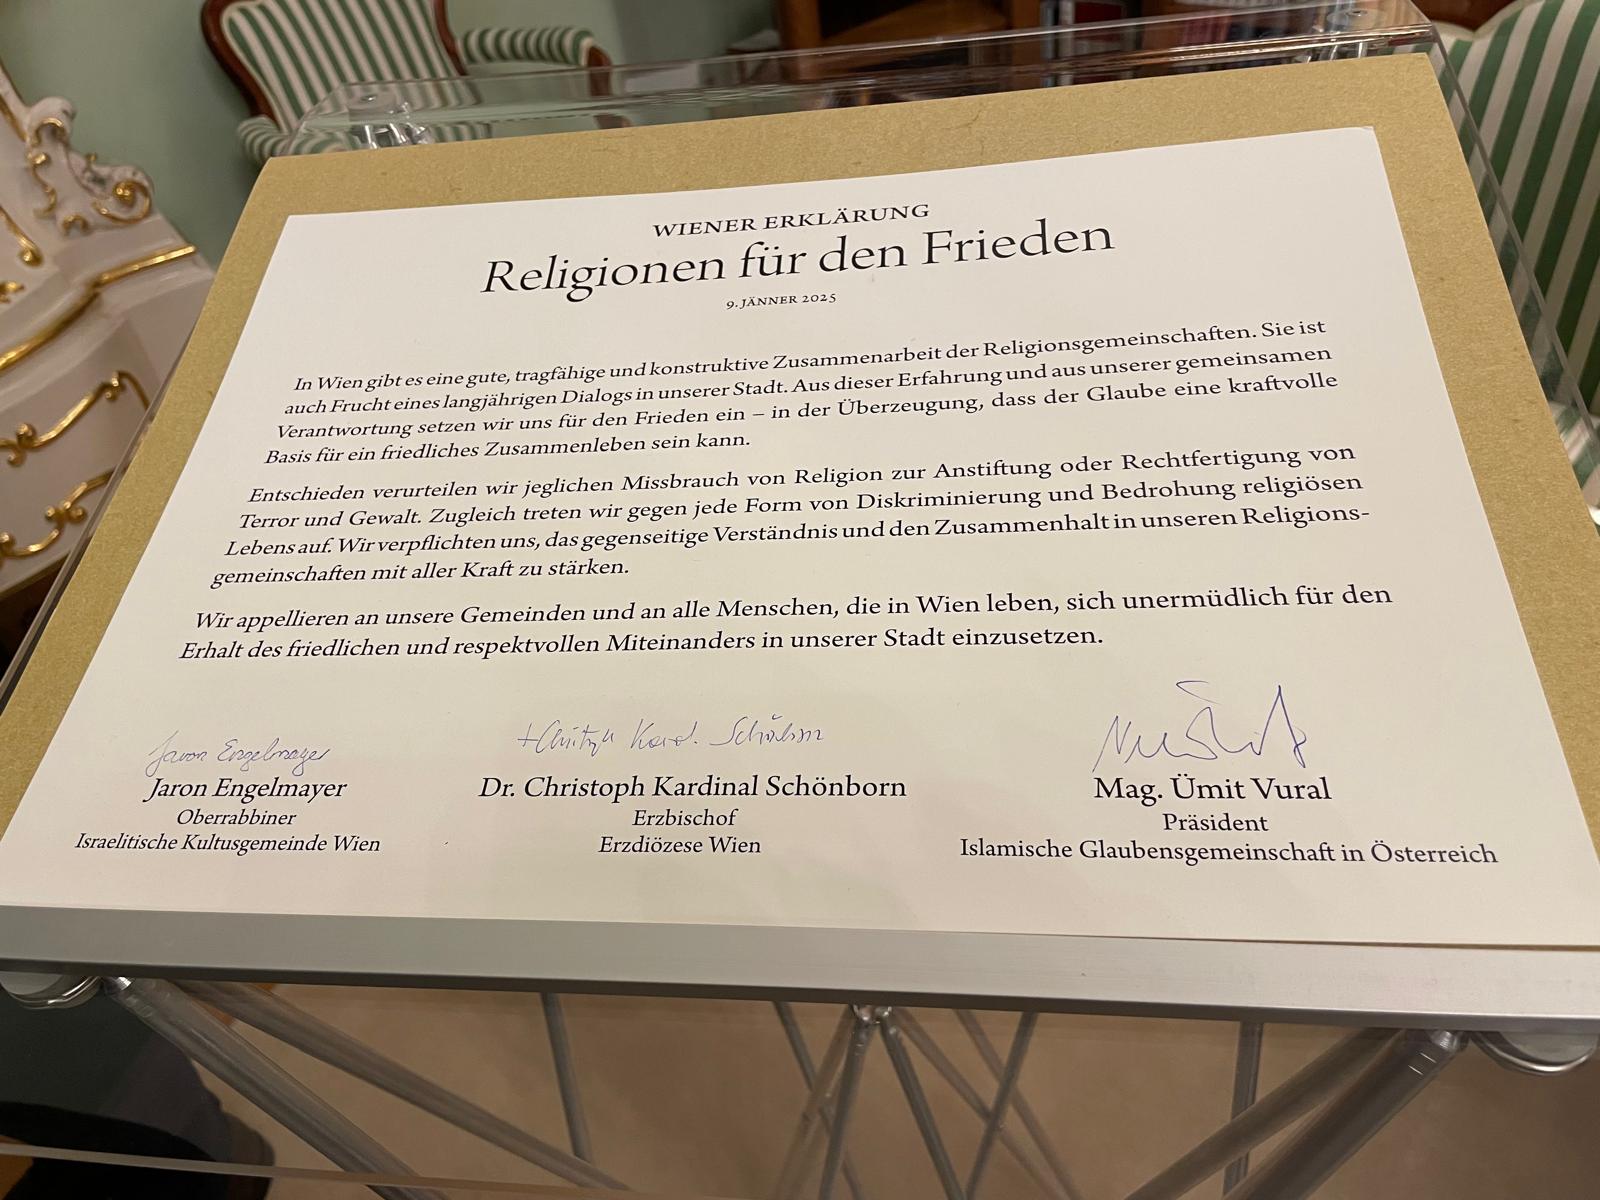 WIENER ERKLÄRUNG
Religionen für den Frieden
9. JÄNNER 2025
In Wien gibt es eine gute, tragfähige und konstruktive Zusammenarbeit der Religionsgemeinschaften. Sie ist
auch Frucht eines langjährigen Dialogs in unserer Stadt. Aus dieser Erfahrung und aus unserer gemeinsamen
Verantwortung setzen wir uns für den Frieden ein – in der Überzeugung, dass der Glaube eine kraftvolle
Basis für ein friedliches Zusammenleben sein kann.
Entschieden verurteilen wir jeglichen Missbrauch von Religion zur Anstiftung oder Rechtfertigung von
Terror und Gewalt. Zugleich treten wir gegen jede Form von Diskriminierung und Bedrohung religiösen
Lebens auf. Wir verpflichten uns, das gegenseitige Verständnis und den Zusammenhalt in unseren Religions-
gemeinschaften mit aller Kraft zu stärken.
Wir appellieren an unsere Gemeinden und an alle Menschen, die in Wien leben, sich unermüdlich für den
Erhalt des friedlichen und respektvollen Miteinanders in unserer Stadt einzusetzen.
Jaron Engelmayer +Christoph Kard. Schönborn
Jaron Engelmayer Dr. Christoph Kardinal Schönborn Mag. Ümit Vural
Oberrabbiner Erzbischof Präsident
Israelitische Kultusgemeinde Wien Erzdiözese Wien Islamische Glaubensgemeinschaft in Österreich